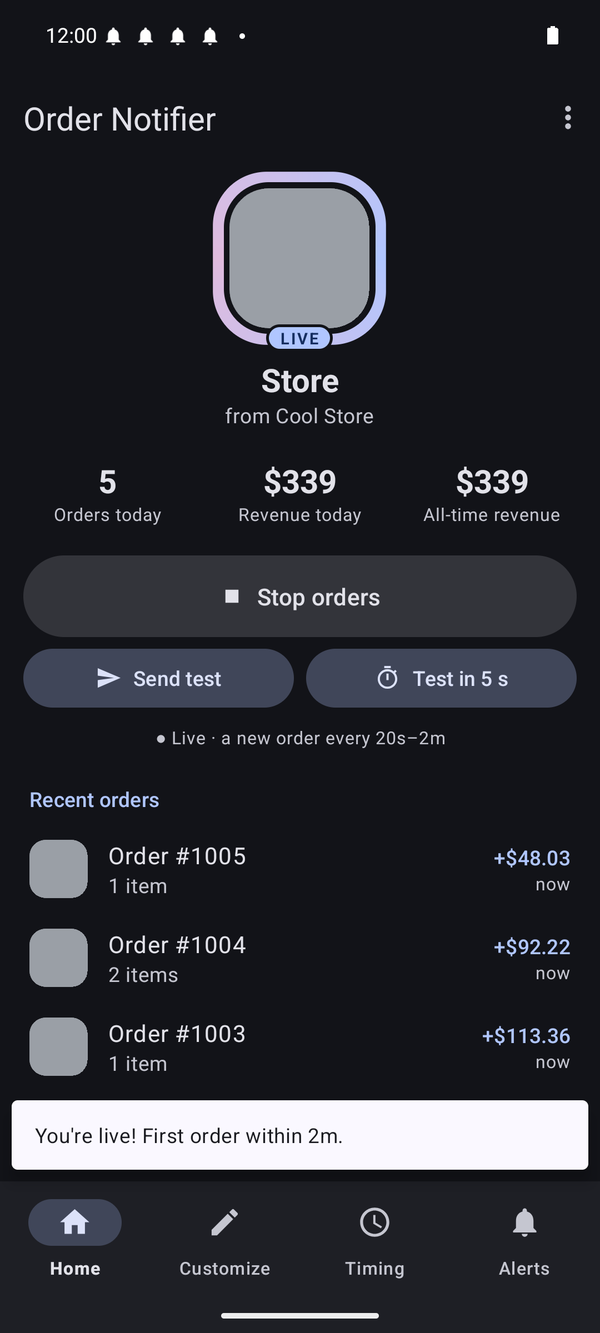 12:00
Order Notifier
LIVE
Store
from Cool Store
5 $339 $339
Orders today Revenue today All-time revenue
Stop orders
Send test Test in 5 s
● Live · a new order every 20s–2m
Recent orders
Order #1005 +$48.03
1 item now
Order #1004 +$92.22
2 items now
Order #1003 +$113.36
1 item now
You're live! First order within 2m.
Home Customize Timing Alerts